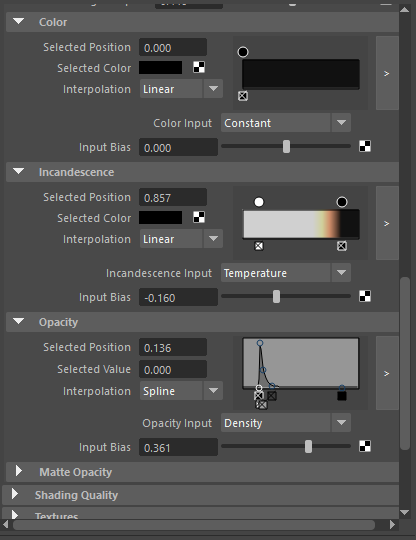 Color
Selected Position 0.000
Selected Color
Interpolation Linear
>
Color Input Constant
Input Bias 0.000
Incandescence
Selected Position 0.857
Selected Color
Interpolation Linear
>
Incandescence Input Temperature
Input Bias -0.160
Opacity
Selected Position 0.136
Selected Value 0.000
Interpolation Spline
>
Opacity Input Density
Input Bias 0.361
Matte Opacity
Shading Quality
Textures